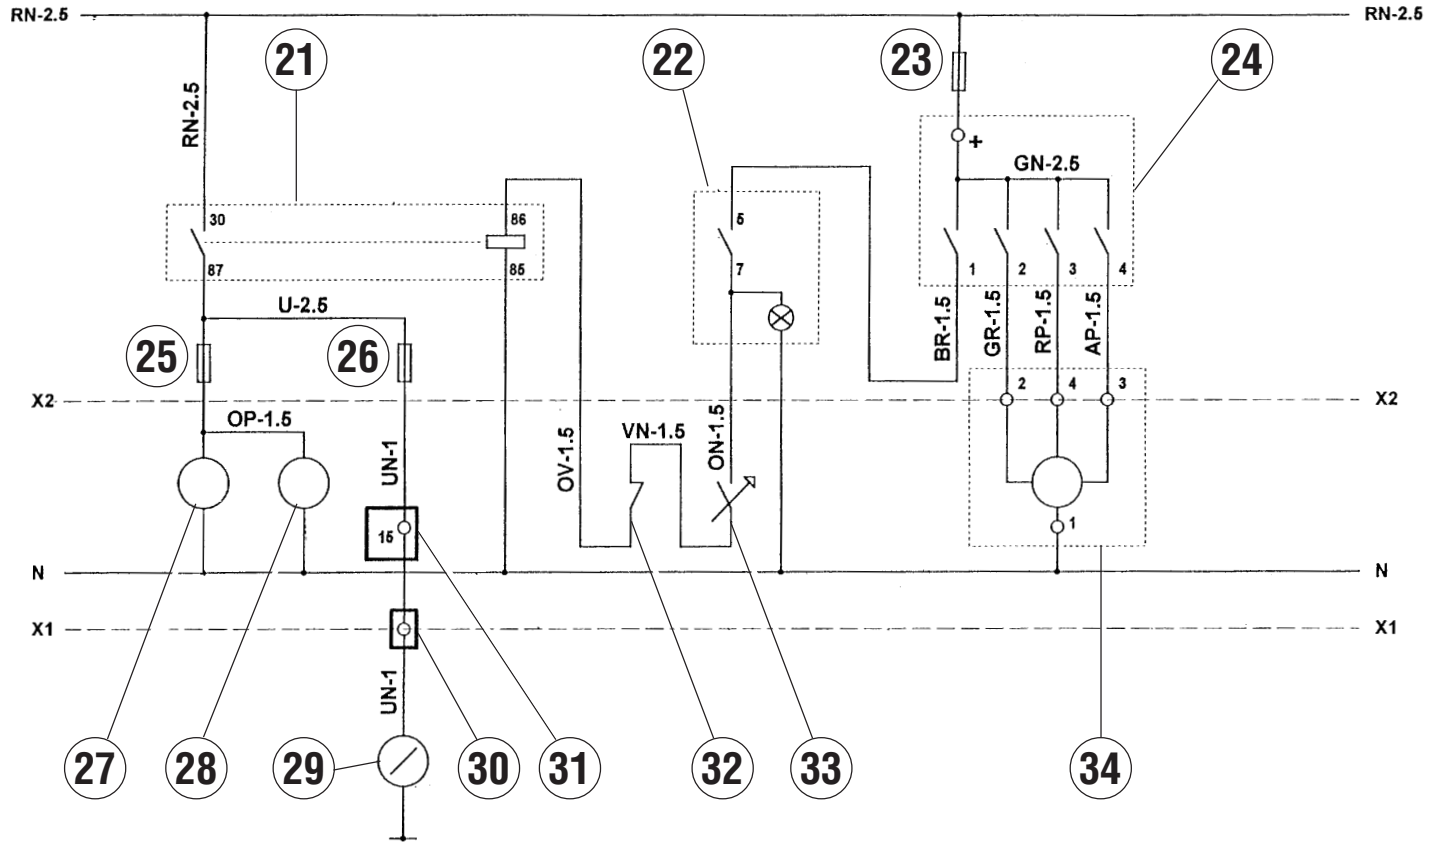 RN-2.5 RN-2.5
21 22 23 24
RN-2.5
+
GN-2.5
30 86 5
87 85 7 1 2 3 4
U-2.5
BR-1.5 GR-1.5 RP-1.5 AP-1.5
25 26
2 4 3
X2 X2
OP-1.5
UN-1
OV-1.5
VN-1.5
ON-1.5
15
1
N N
X1 X1
UN-1
27 28 29 30 31 32 33 34